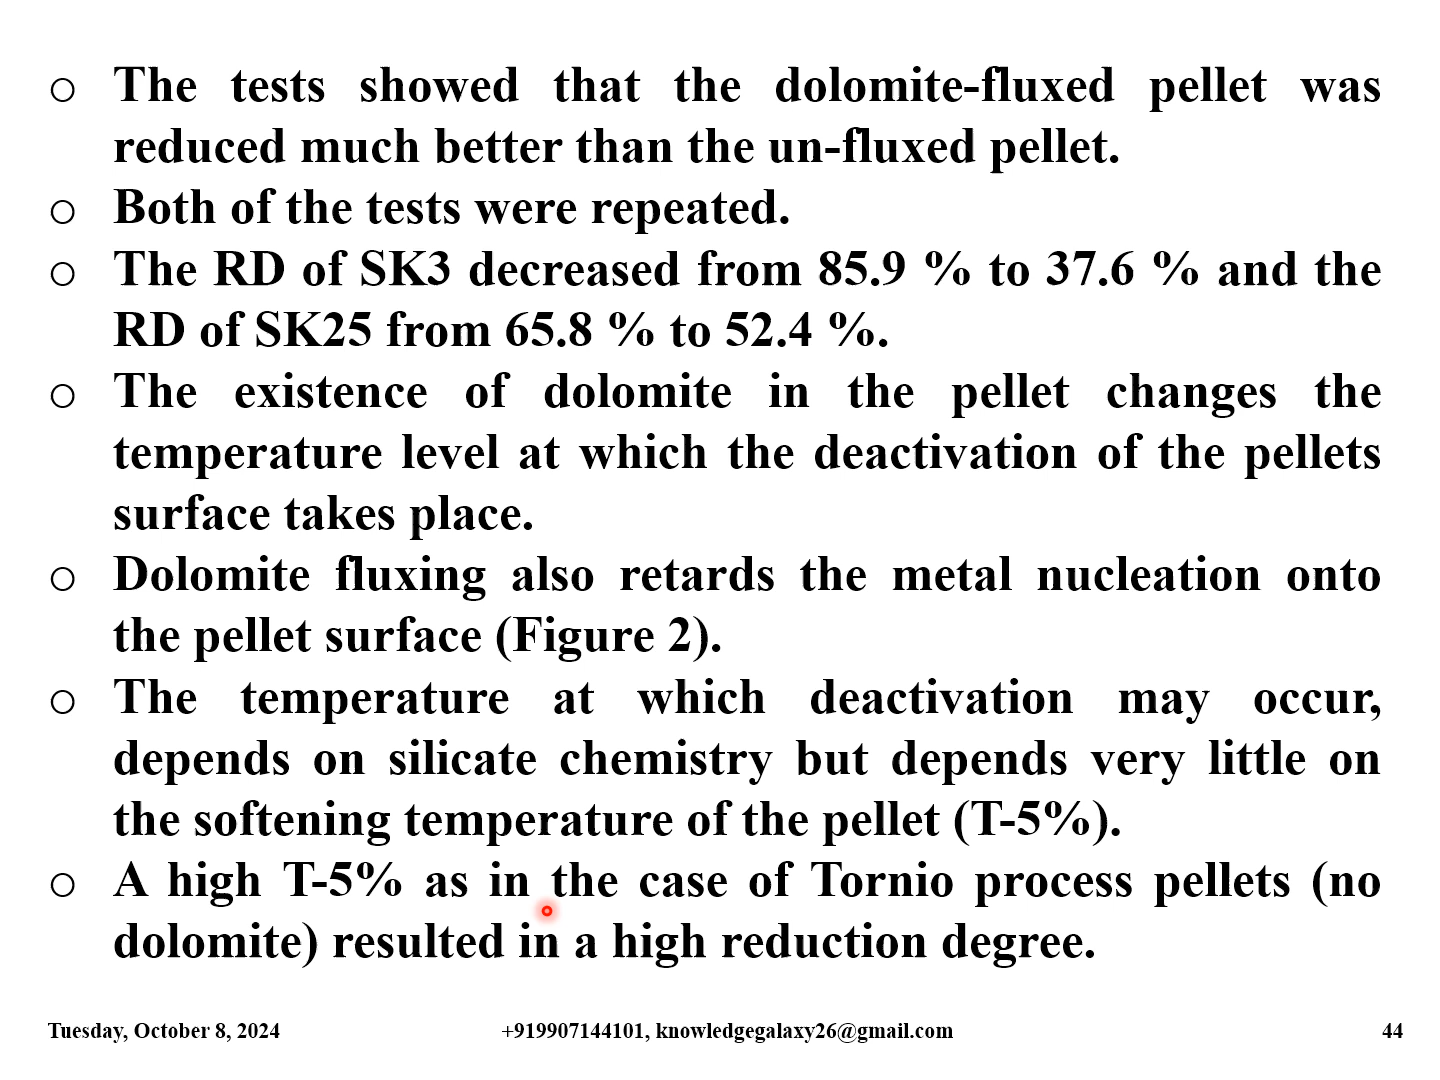 ○ The tests showed that the dolomite-fluxed pellet was
reduced much better than the un-fluxed pellet.
○ Both of the tests were repeated.
○ The RD of SK3 decreased from 85.9 % to 37.6 % and the
RD of SK25 from 65.8 % to 52.4 %.
○ The existence of dolomite in the pellet changes the
temperature level at which the deactivation of the pellets
surface takes place.
○ Dolomite fluxing also retards the metal nucleation onto
the pellet surface (Figure 2).
○ The temperature at which deactivation may occur,
depends on silicate chemistry but depends very little on
the softening temperature of the pellet (T-5%).
○ A high T-5% as in the case of Tornio process pellets (no
dolomite) resulted in a high reduction degree.
Tuesday, October 8, 2024 +919907144101, knowledgegalaxy26@gmail.com 44